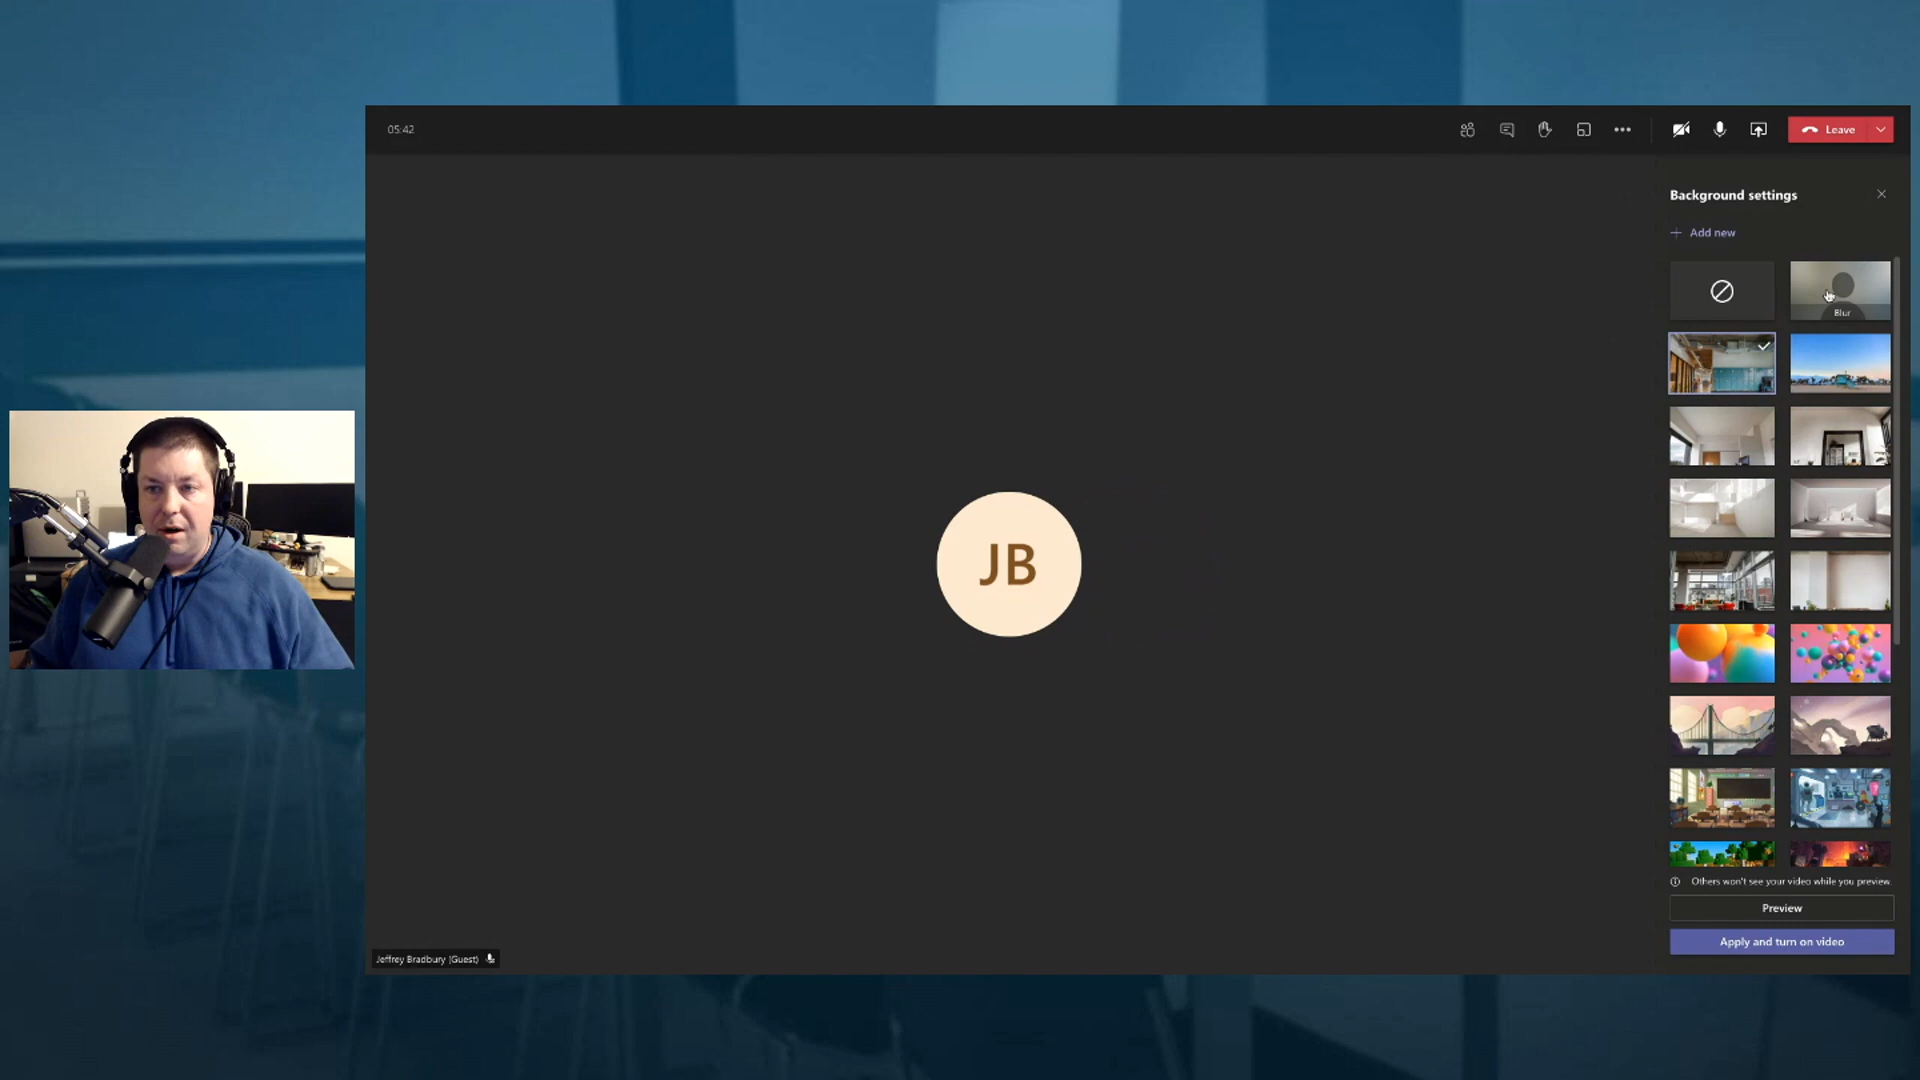 05:42
Leave
Background settings
+ Add new
Blur
JB
Others won't see your video while you preview.
Preview
Apply and turn on video
Jeffrey Bradbury (Guest)